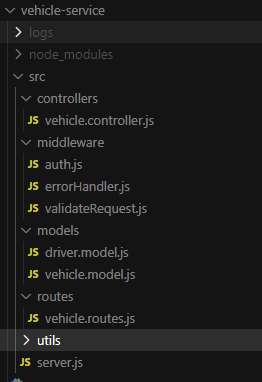 vehicle-service
logs
node_modules
src
controllers
JS vehicle.controller.js
middleware
JS auth.js
JS errorHandler.js
JS validateRequest.js
models
JS driver.model.js
JS vehicle.model.js
routes
JS vehicle.routes.js
utils
JS server.js